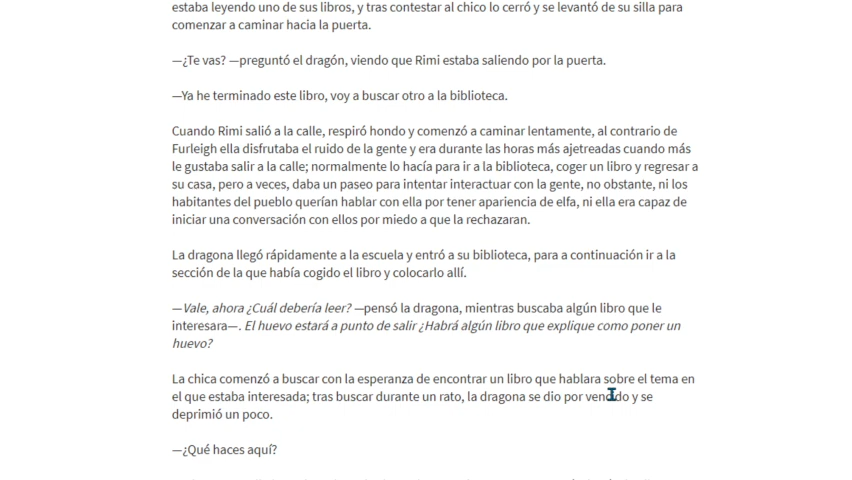 estaba leyendo uno de sus libros, y tras contestar al chico lo cerró y se levantó de su silla para
comenzar a caminar hacia la puerta.
—¿Te vas? —preguntó el dragón, viendo que Rimi estaba saliendo por la puerta.
—Ya he terminado este libro, voy a buscar otro a la biblioteca.
Cuando Rimi salió a la calle, respiró hondo y comenzó a caminar lentamente, al contrario de
Furleigh ella disfrutaba el ruido de la gente y era durante las horas más ajetreadas cuando más
le gustaba salir a la calle; normalmente lo hacía para ir a la biblioteca, coger un libro y regresar a
su casa, pero a veces, daba un paseo para intentar interactuar con la gente, no obstante, ni los
habitantes del pueblo querían hablar con ella por tener apariencia de elfa, ni ella era capaz de
iniciar una conversación con ellos por miedo a que la rechazaran.
La dragona llegó rápidamente a la escuela y entró a su biblioteca, para a continuación ir a la
sección de la que había cogido el libro y colocarlo allí.
—Vale, ahora ¿Cuál debería leer? —pensó la dragona, mientras buscaba algún libro que le
interesara—. El huevo estará a punto de salir ¿Habrá algún libro que explique como poner un
huevo?
La chica comenzó a buscar con la esperanza de encontrar un libro que hablara sobre el tema en
el que estaba interesada; tras buscar durante un rato, la dragona se dio por vencido y se
deprimió un poco.
—¿Qué haces aquí?